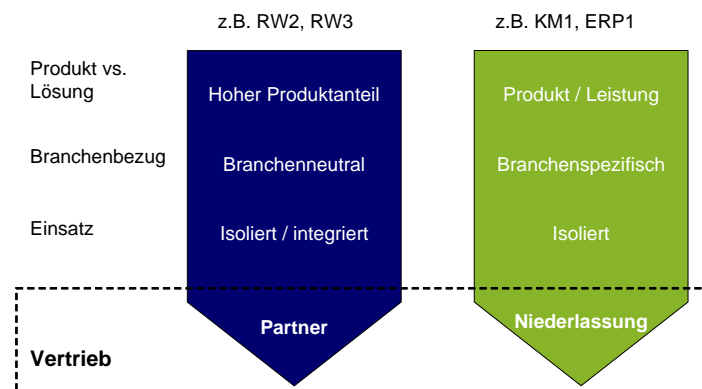 z.B. RW2, RW3
z.B. KM1, ERP1
Produkt vs.
Lösung
Hoher Produktanteil
Produkt / Leistung
Branchenbezug
Branchenneutral
Branchenspezifisch
Einsatz
Isoliert / integriert
Isoliert
Partner
Niederlassung
Vertrieb